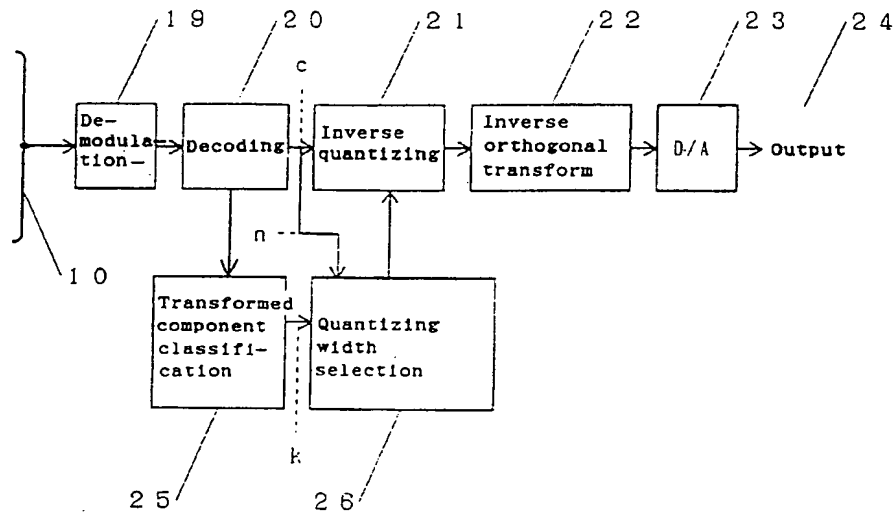 19 20 21 22 23 24
c
De-
modula-
tion-
Decoding
Inverse
quantizing
Inverse
orthogonal
transform
D/A
Output
n
10
Transformed
component
classifi-
cation
Quantizing
width
selection
k
25 26